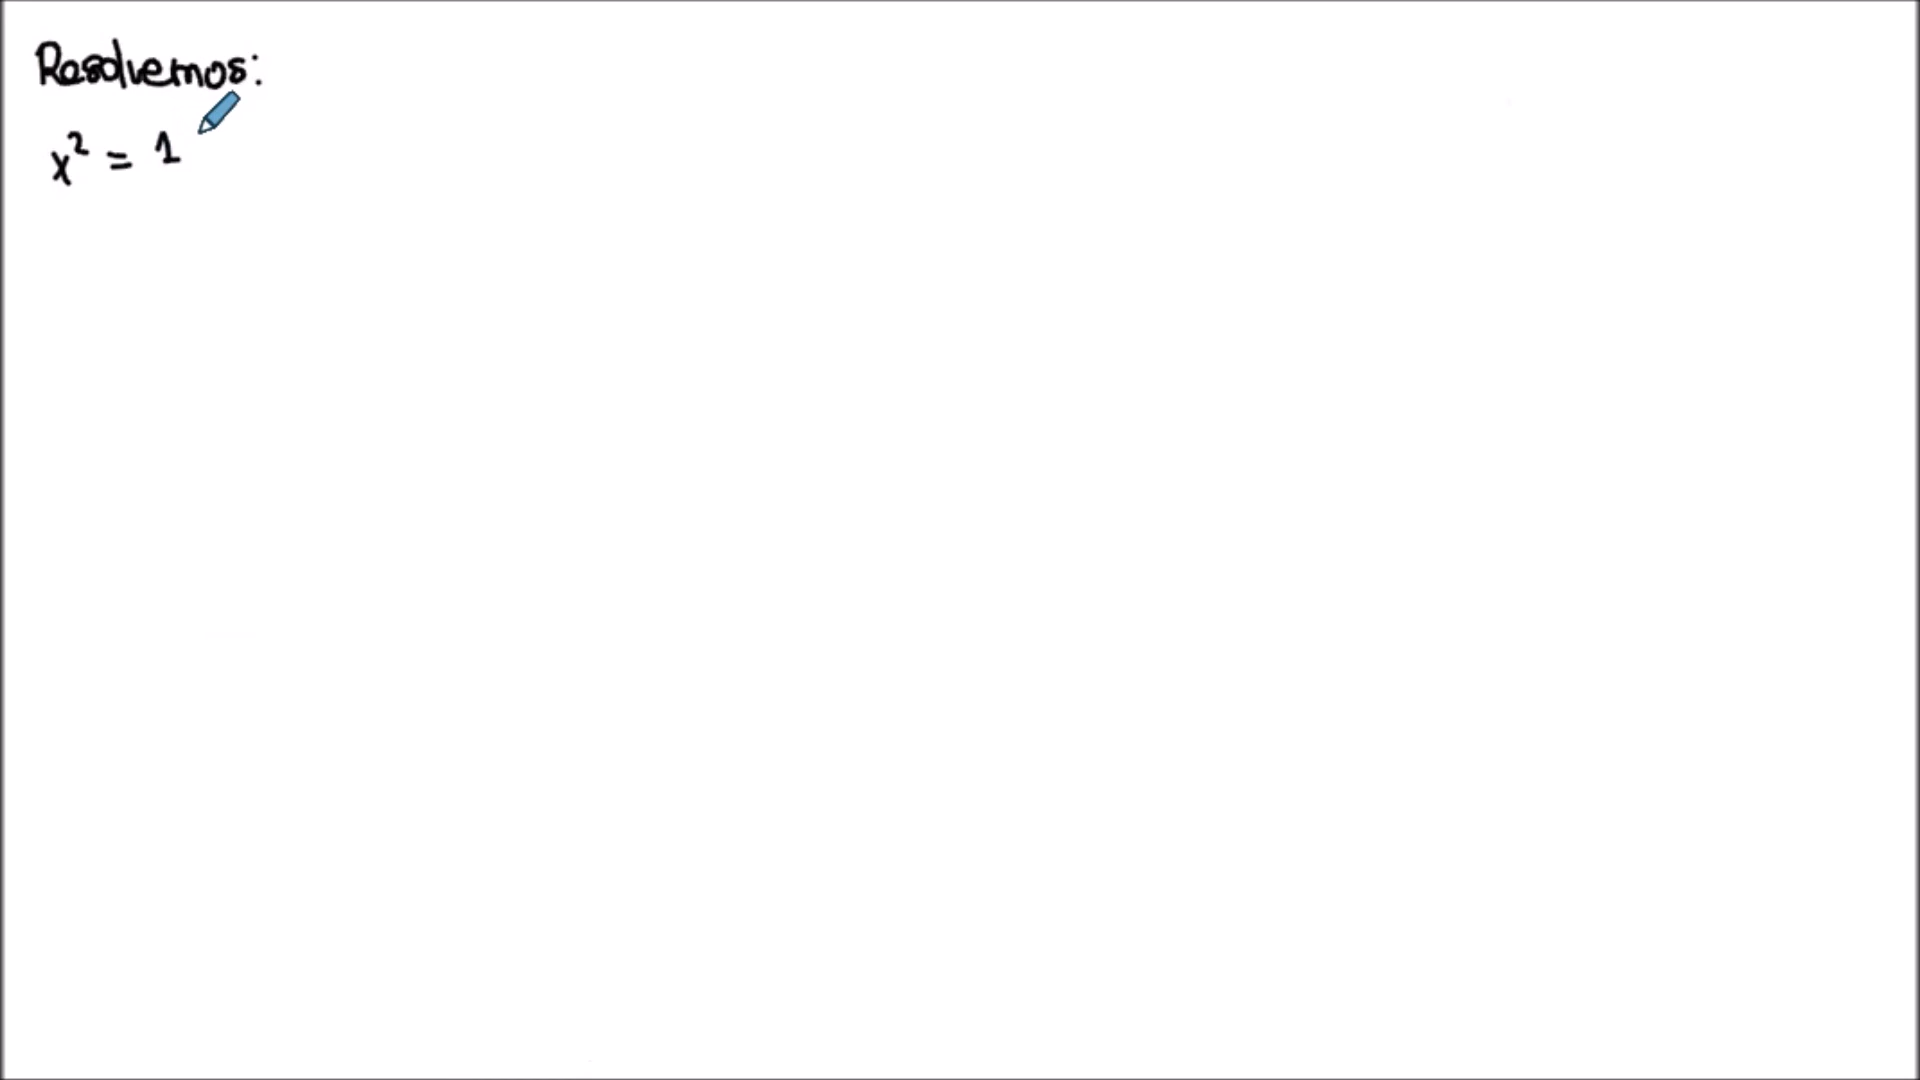 Resolvemos:
x² = 1